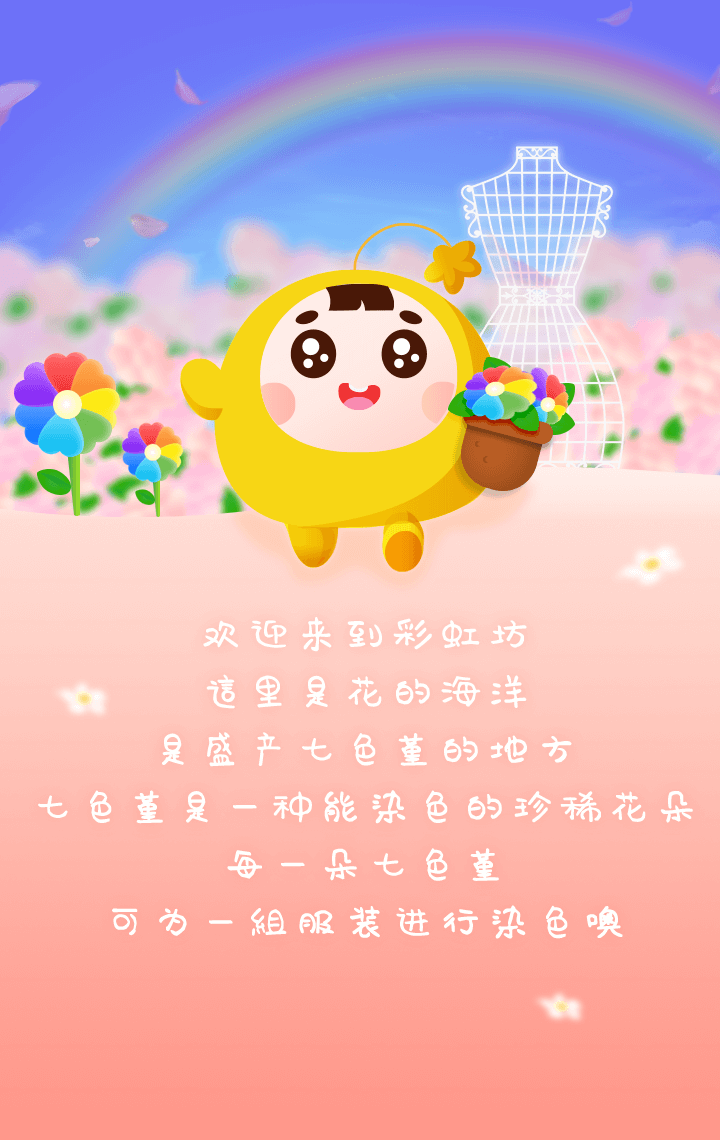 欢迎来到彩虹坊
這里是花的海洋
是盛产七色堇的地方
七色堇是一种能染色的珍稀花朵
每一朵七色堇
可为一組服装进行染色噢